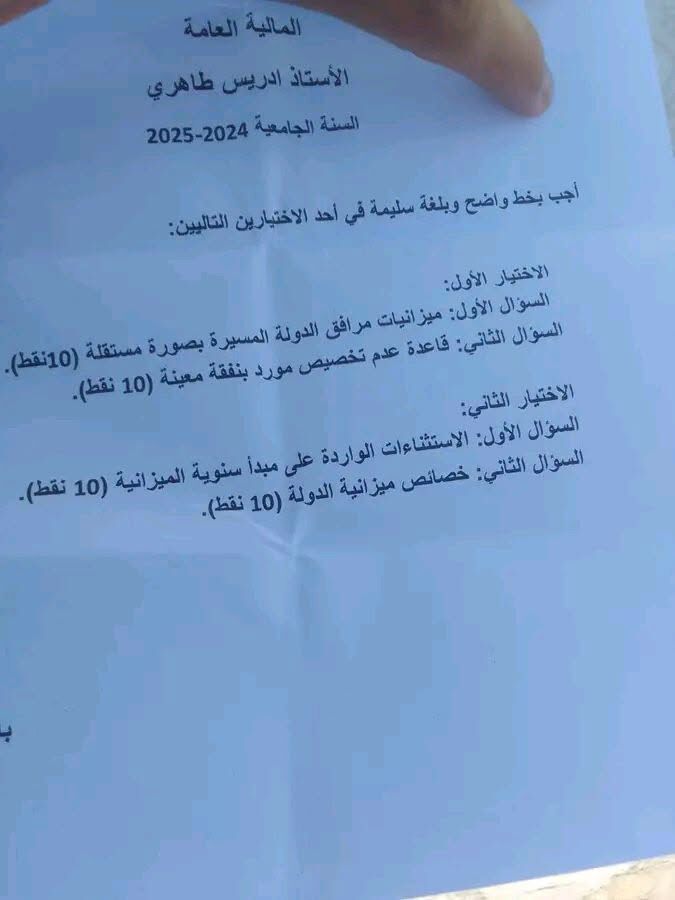 المالية العامة
الأستاذ ادريس طاهري
السنة الجامعية 2024-2025
أجب بخط واضح وبلغة سليمة في أحد الاختيارين التاليين:
الاختيار الأول:
السؤال الأول: ميزانيات مرافق الدولة المسيرة بصورة مستقلة (10نقط).
السؤال الثاني: قاعدة عدم تخصيص مورد بنفقة معينة (10 نقط).
الاختيار الثاني:
السؤال الأول: الاستثناءات الواردة على مبدأ سنوية الميزانية (10 نقط).
السؤال الثاني: خصائص ميزانية الدولة (10 نقط).